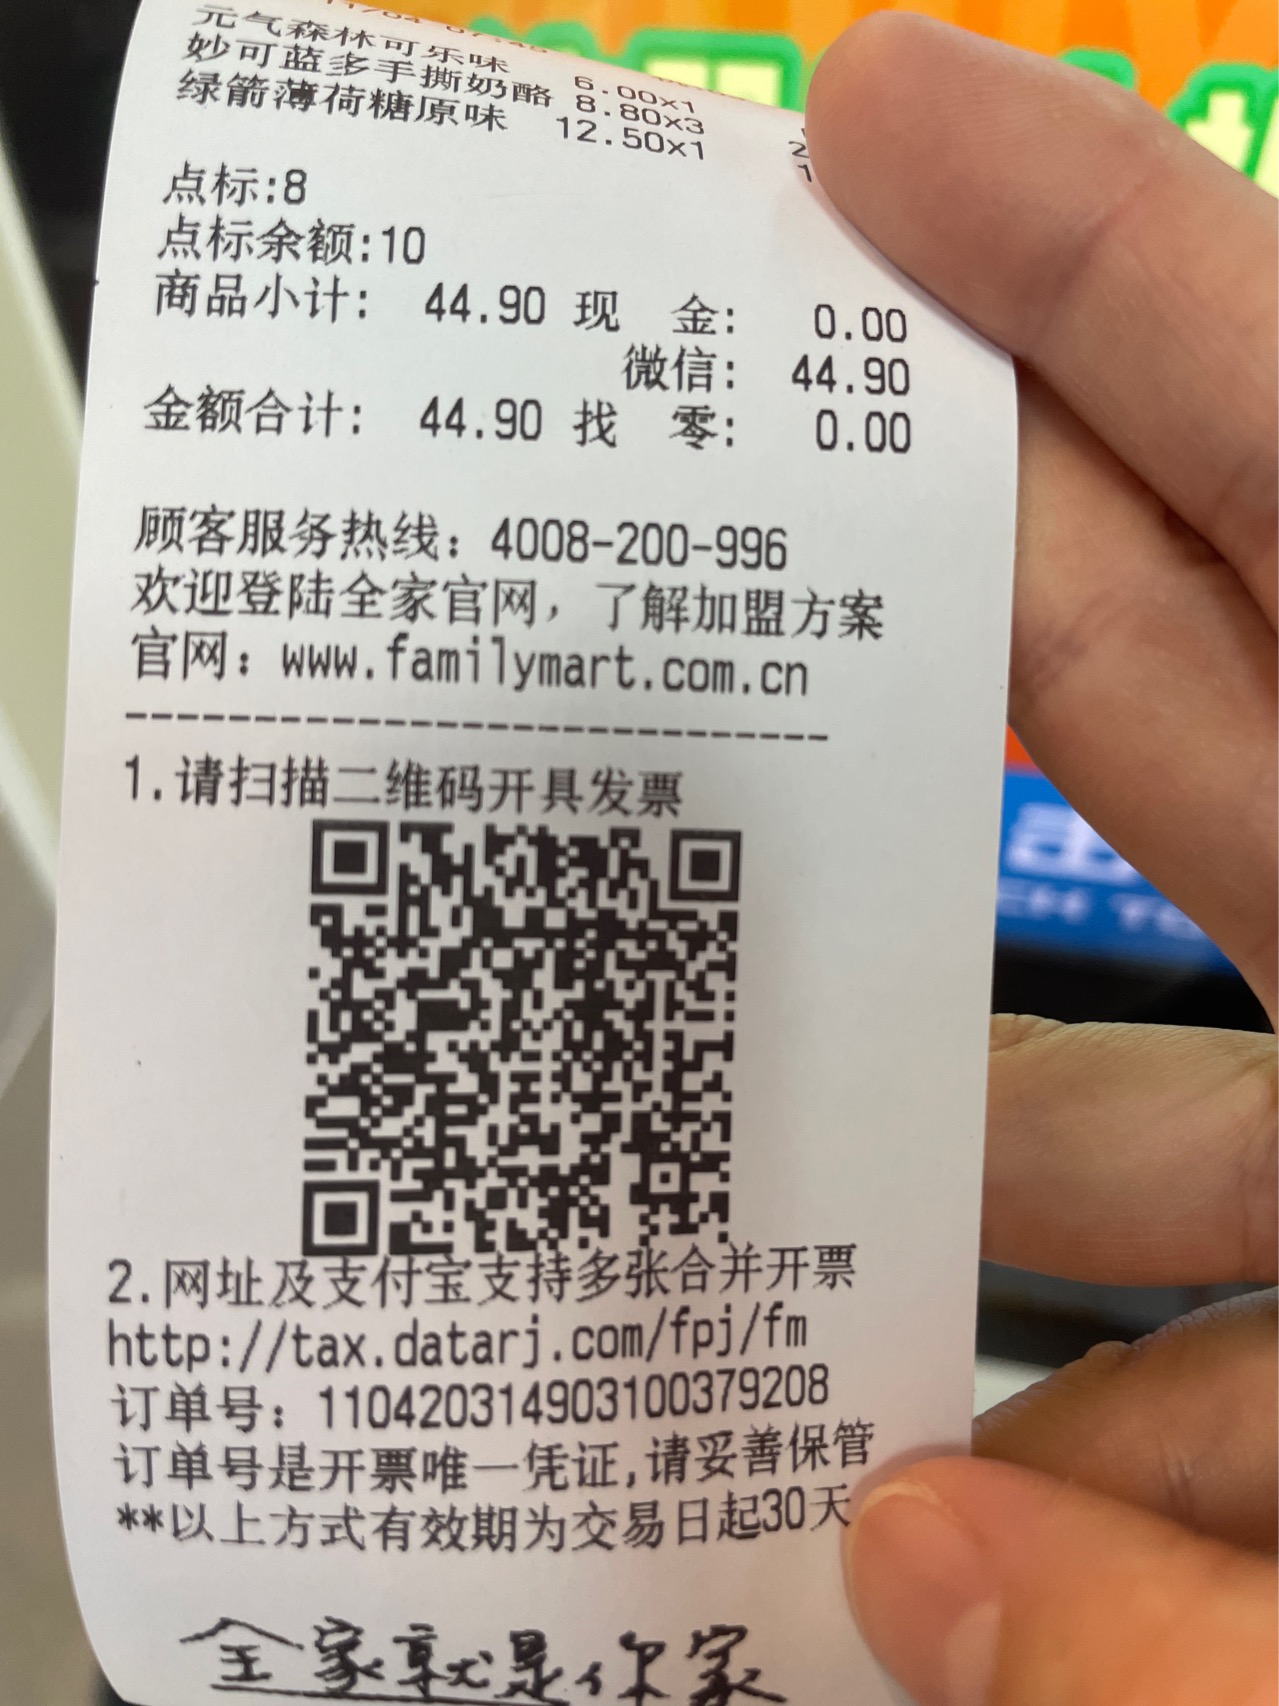 元气森林可乐味 6.00x1
妙可蓝多手撕奶酪 8.80x3
绿箭薄荷糖原味 12.50x1
点标:8
点标余额:10
商品小计: 44.90 现 金: 0.00
微信: 44.90
金额合计: 44.90 找 零: 0.00
顾客服务热线：4008-200-996
欢迎登陆全家官网，了解加盟方案
官网：www.familymart.com.cn
------------------------------
1.请扫描二维码开具发票
2.网址及支付宝支持多张合并开票
http://tax.datarj.com/fpj/fm
订单号：110420314903100379208
订单号是开票唯一凭证,请妥善保管
**以上方式有效期为交易日起30天
全家就是你家